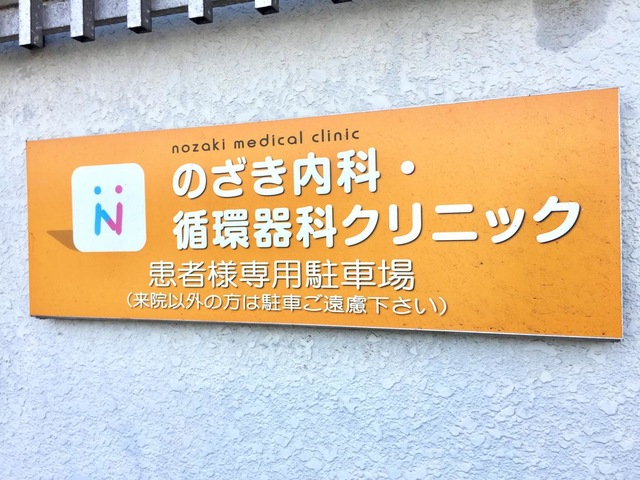 nozaki medical clinic
のざき内科・
循環器科クリニック
患者様専用駐車場
（来院以外の方は駐車ご遠慮下さい）
N